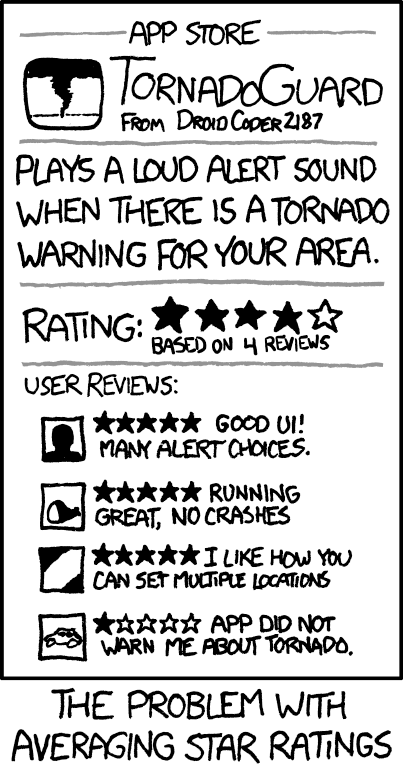 APP STORE
TORNADOGUARD
FROM DROIDCODER2187
PLAYS A LOUD ALERT SOUND
WHEN THERE IS A TORNADO
WARNING FOR YOUR AREA.
RATING: ★★★★☆
BASED ON 4 REVIEWS
USER REVIEWS:
★★★★★ GOOD UI!
MANY ALERT CHOICES.
★★★★★ RUNNING
GREAT, NO CRASHES
★★★★★ I LIKE HOW YOU
CAN SET MULTIPLE LOCATIONS
★☆☆☆☆ APP DID NOT
WARN ME ABOUT TORNADO.
THE PROBLEM WITH
AVERAGING STAR RATINGS